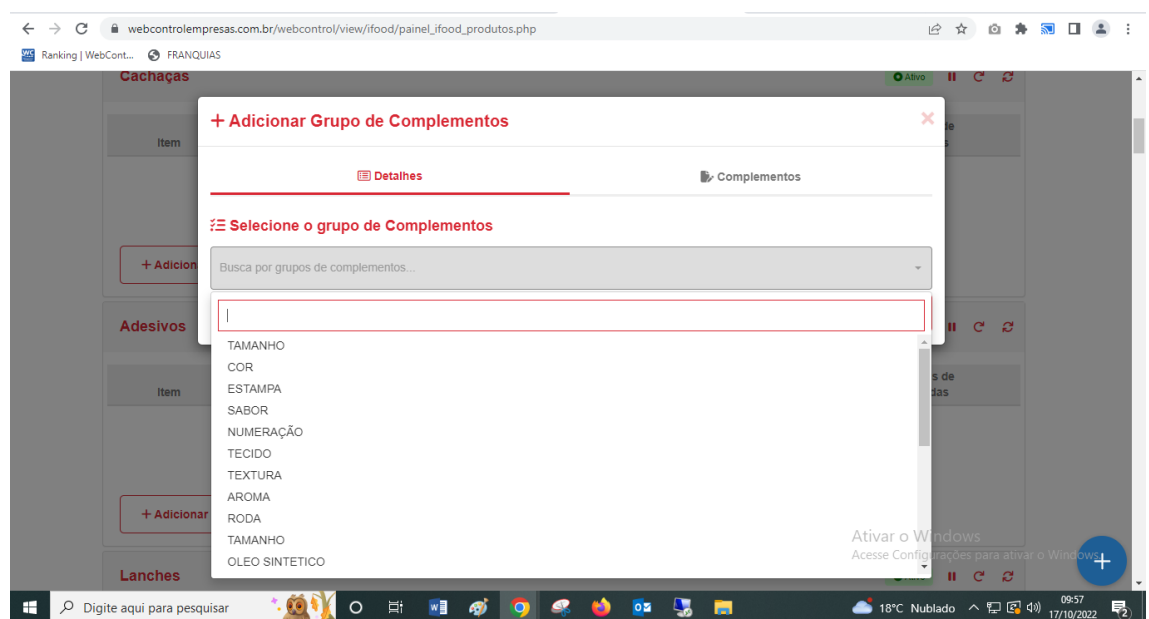 webcontrolempresas.com.br/webcontrol/view/ifood/painel_ifood_produtos.php
Ranking | WebCont... FRANQUIAS
Cachaças Ativo
+ Adicionar Grupo de Complementos ×
Item de
Detalhes Complementos
Selecione o grupo de Complementos
+ Adicion Busca por grupos de complementos...
Adesivos
TAMANHO
COR
s de
Item ESTAMPA das
SABOR
NUMERAÇÃO
TECIDO
TEXTURA
AROMA
+ Adicionar RODA
TAMANHO Ativar o Windows
OLEO SINTETICO Acesse Configurações para ativar o Windows.
Lanches
Digite aqui para pesquisar 18°C Nublado 09:57
17/10/2022